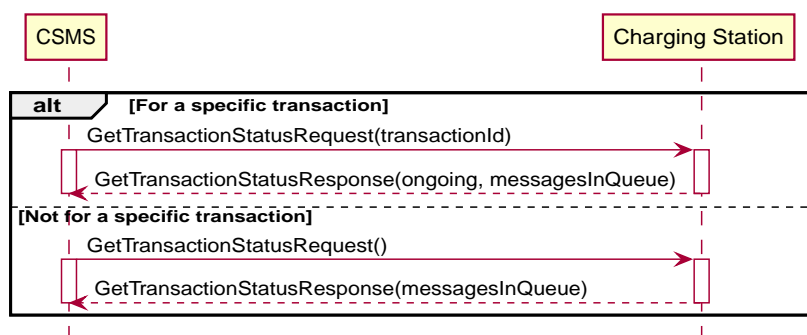 CSMS
Charging Station
alt
[For a specific transaction]
GetTransactionStatusRequest(transactionId)
GetTransactionStatusResponse(ongoing, messagesInQueue)
[Not for a specific transaction]
GetTransactionStatusRequest()
GetTransactionStatusResponse(messagesInQueue)